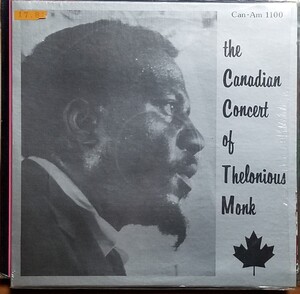 Can-Am 1100
the
Canadian
Concert
of
Thelonious
Monk